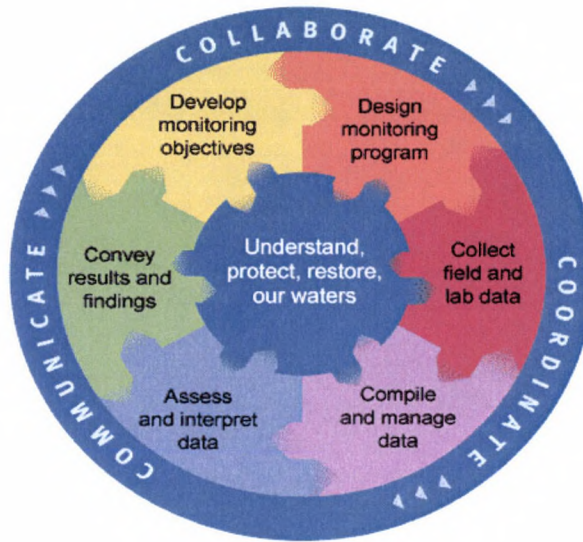 COLLABORATE
Develop
monitoring
objectives
Design
monitoring
program
Collect
field and
lab data
Compile
and manage
data
Assess
and interpret
data
Convey
results and
findings
Understand,
protect, restore,
our waters
COORDINATE
COMMUNICATE